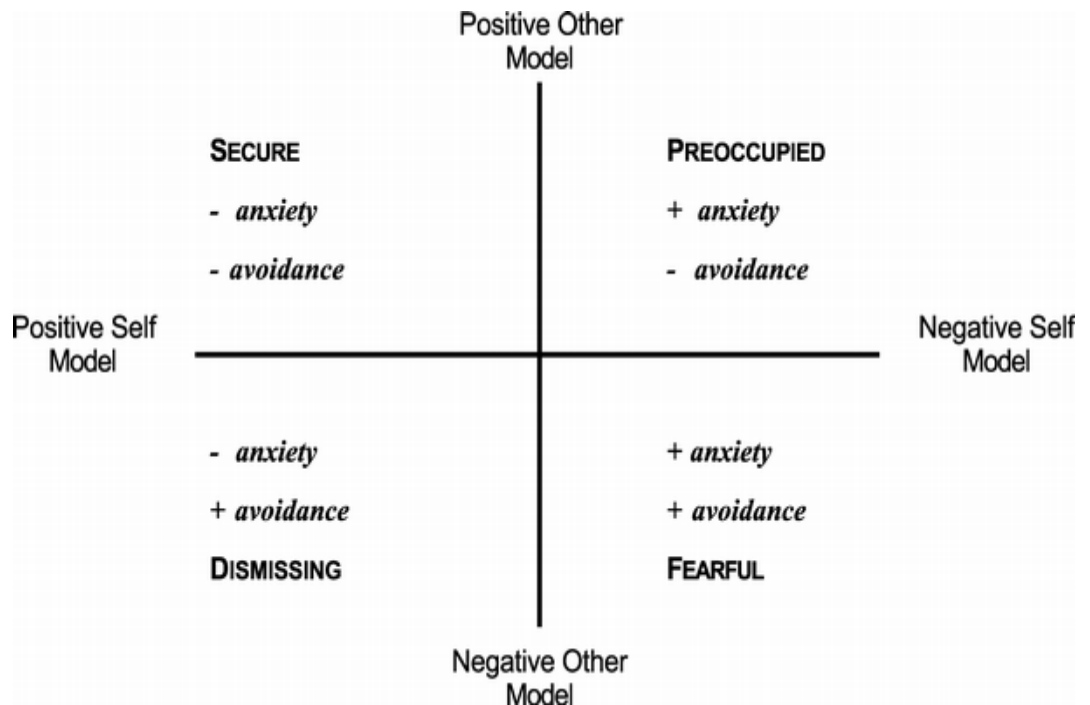 Positive Other
Model
SECURE
PREOCCUPIED
- anxiety
+ anxiety
- avoidance
- avoidance
Positive Self
Model
Negative Self
Model
- anxiety
+ anxiety
+ avoidance
+ avoidance
DISMISSING
FEARFUL
Negative Other
Model